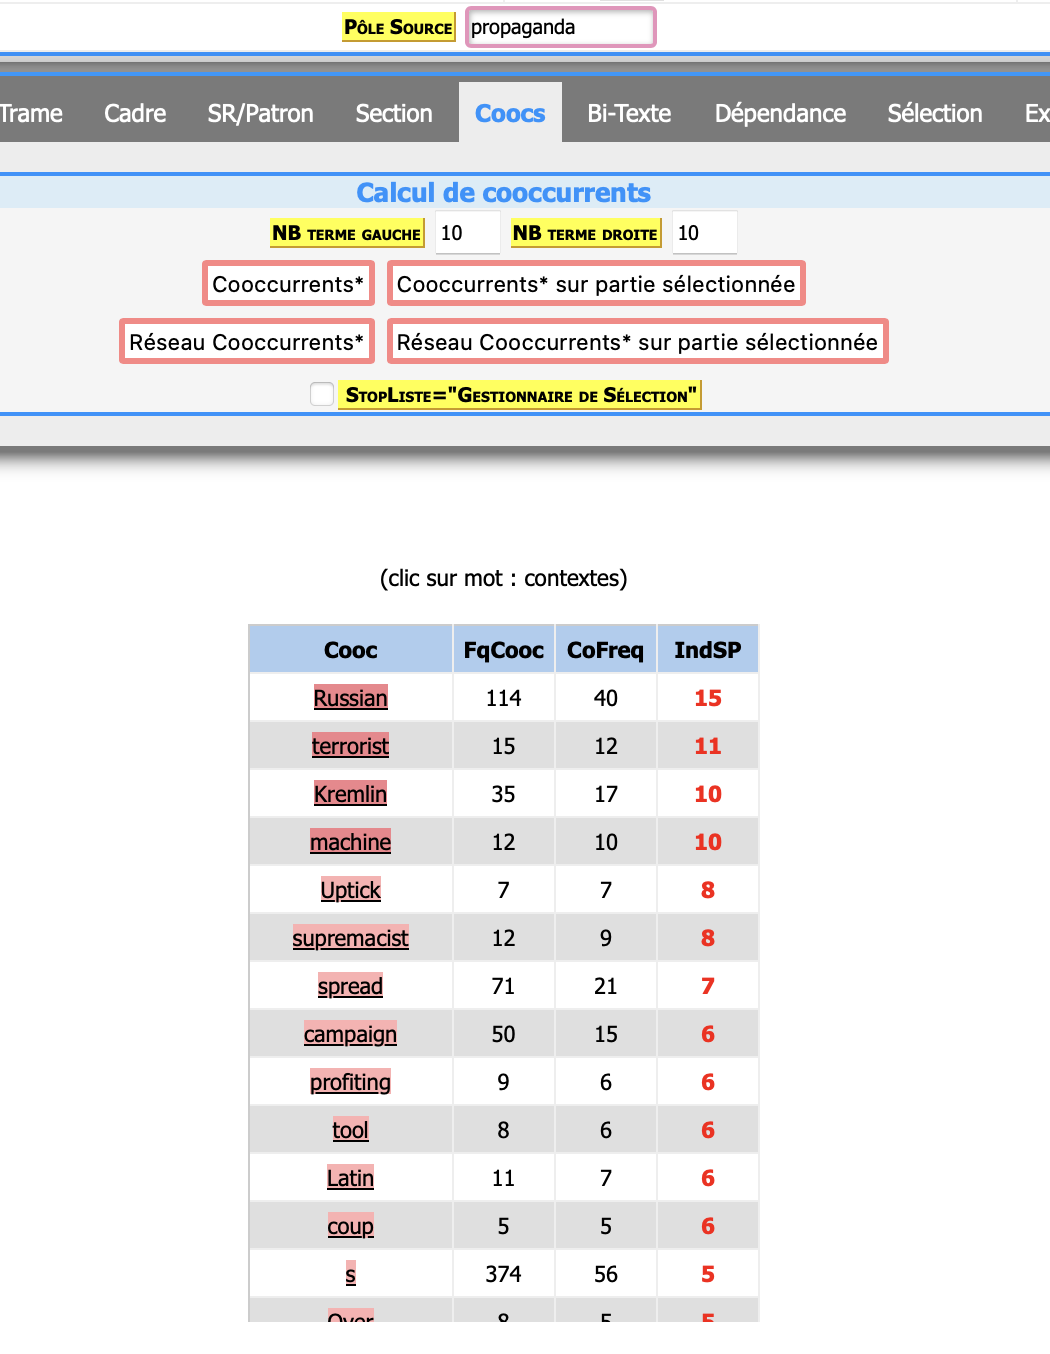 Pôle Source propaganda
Trame Cadre SR/Patron Section Coocs Bi-Texte Dépendance Sélection Ex
Calcul de cooccurrents
NB terme gauche 10 NB terme droite 10
Cooccurrents* Cooccurrents* sur partie sélectionnée
Réseau Cooccurrents* Réseau Cooccurrents* sur partie sélectionnée
StopListe="Gestionnaire de Sélection"
(clic sur mot : contextes)
Cooc FqCooc CoFreq IndSP
Russian 114 40 15
terrorist 15 12 11
Kremlin 35 17 10
machine 12 10 10
Uptick 7 7 8
supremacist 12 9 8
spread 71 21 7
campaign 50 15 6
profiting 9 6 6
tool 8 6 6
Latin 11 7 6
coup 5 5 6
s 374 56 5
Over 8 5 5